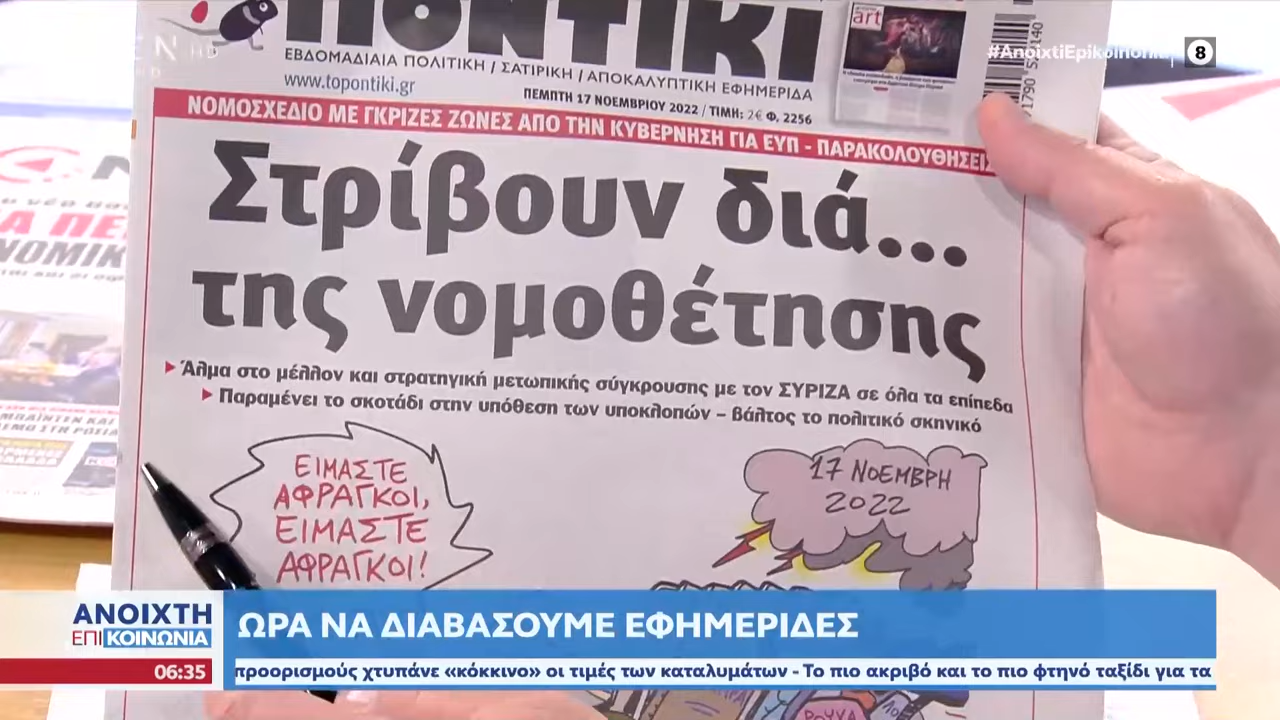 ΠΟΝΤΙΚΙ
art
ΕΒΔΟΜΑΔΙΑΙΑ ΠΟΛΙΤΙΚΗ / ΣΑΤΙΡΙΚΗ / ΑΠΟΚΑΛΥΠΤΙΚΗ ΕΦΗΜΕΡΙΔΑ
#AnoixtiEpikoinonia
8
www.topontiki.gr
ΠΕΜΠΤΗ 17 ΝΟΕΜΒΡΙΟΥ 2022 / ΤΙΜΗ: 2€ Φ. 2256
ΝΟΜΟΣΧΕΔΙΟ ΜΕ ΓΚΡΙΖΕΣ ΖΩΝΕΣ ΑΠΟ ΤΗΝ ΚΥΒΕΡΝΗΣΗ ΓΙΑ ΕΥΠ - ΠΑΡΑΚΟΛΟΥΘΗΣΕΙΣ
Στρίβουν διά...
της νομοθέτησης
Άλμα στο μέλλον και στρατηγική μετωπικής σύγκρουσης με τον ΣΥΡΙΖΑ σε όλα τα επίπεδα
Παραμένει το σκοτάδι στην υπόθεση των υποκλοπών – βάλτος το πολιτικό σκηνικό
ΕΙΜΑΣΤΕ
ΑΦΡΑΓΚΟΙ,
ΕΙΜΑΣΤΕ
ΑΦΡΑΓΚΟΙ!
17 ΝΟΕΜΒΡΗ
2022
ΑΝΟΙΧΤΗ
ΕΠΙΚΟΙΝΩΝΙΑ
ΩΡΑ ΝΑ ΔΙΑΒΑΣΟΥΜΕ ΕΦΗΜΕΡΙΔΕΣ
06:35
προορισμούς χτυπάνε «κόκκινο» οι τιμές των καταλυμάτων - Το πιο ακριβό και το πιο φτηνό ταξίδι για τα
ΡΟΥΧΑ